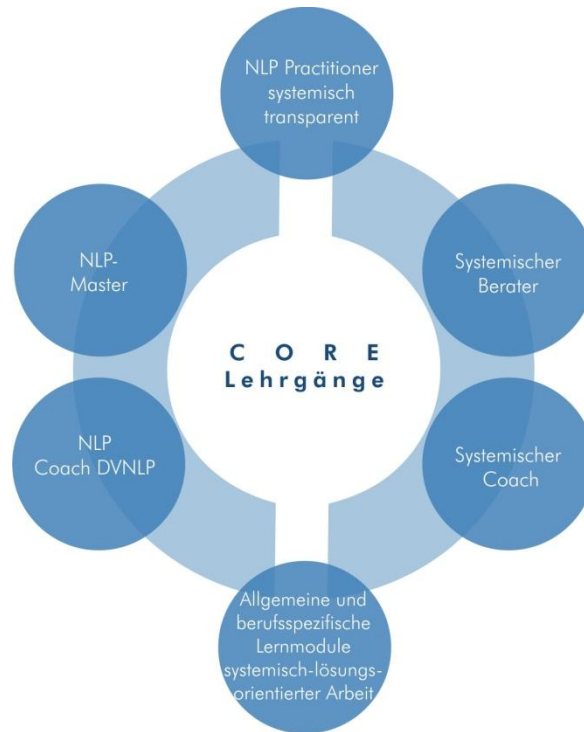 NLP Practitioner
systemisch
transparent
NLP-
Master
Systemischer
Berater
C O R E
Lehrgänge
NLP
Coach DVNLP
Systemischer
Coach
Allgemeine und
berufsspezifische
Lernmodule
systemisch-lösungs-
orientierter Arbeit